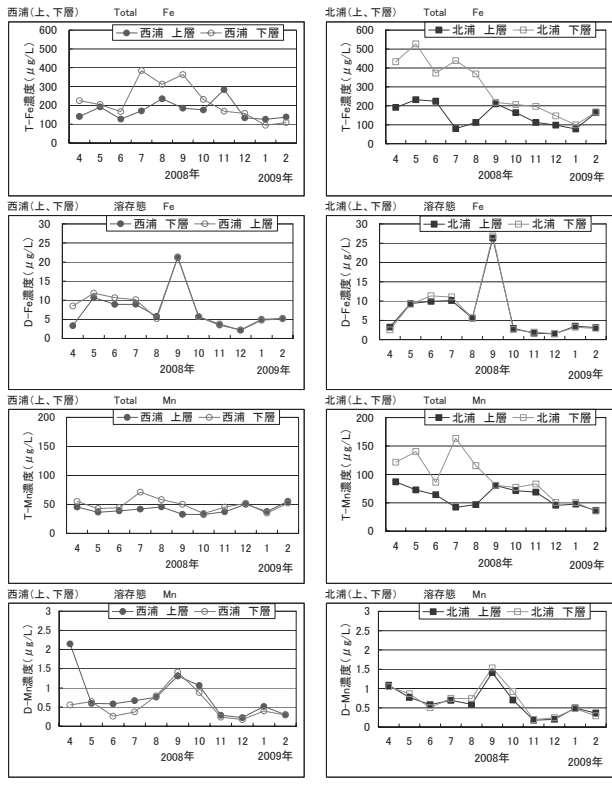 西浦(上、下層) Total Fe
西浦 上層 西浦 下層
T-Fe濃度(μg/L)
600
500
400
300
200
100
0
4 5 6 7 8 9 10 11 12 1 2
2008年 2009年
北浦(上、下層) Total Fe
北浦 上層 北浦 下層
T-Fe濃度(μg/L)
600
500
400
300
200
100
0
4 5 6 7 8 9 10 11 12 1 2
2008年 2009年
西浦(上、下層) 溶存態 Fe
西浦 下層 西浦 上層
D-Fe濃度(μg/L)
30
25
20
15
10
5
0
4 5 6 7 8 9 10 11 12 1 2
2008年 2009年
北浦(上、下層) 溶存態 Fe
北浦 上層 北浦 下層
D-Fe濃度(μg/L)
30
25
20
15
10
5
0
4 5 6 7 8 9 10 11 12 1 2
2008年 2009年
西浦(上、下層) Total Mn
西浦 上層 西浦 下層
T-Mn濃度(μg/L)
200
150
100
50
0
4 5 6 7 8 9 10 11 12 1 2
2008年 2009年
北浦(上、下層) Total Mn
北浦 上層 北浦 下層
T-Mn濃度(μg/L)
200
150
100
50
0
4 5 6 7 8 9 10 11 12 1 2
2008年 2009年
西浦(上、下層) 溶存態 Mn
西浦 上層 西浦 下層
D-Mn濃度(μg/L)
3
2.5
2
1.5
1
0.5
0
4 5 6 7 8 9 10 11 12 1 2
2008年 2009年
北浦(上、下層) 溶存態 Mn
北浦 上層 北浦 下層
D-Mn濃度(μg/L)
3
2.5
2
1.5
1
0.5
0
4 5 6 7 8 9 10 11 12 1 2
2008年 2009年